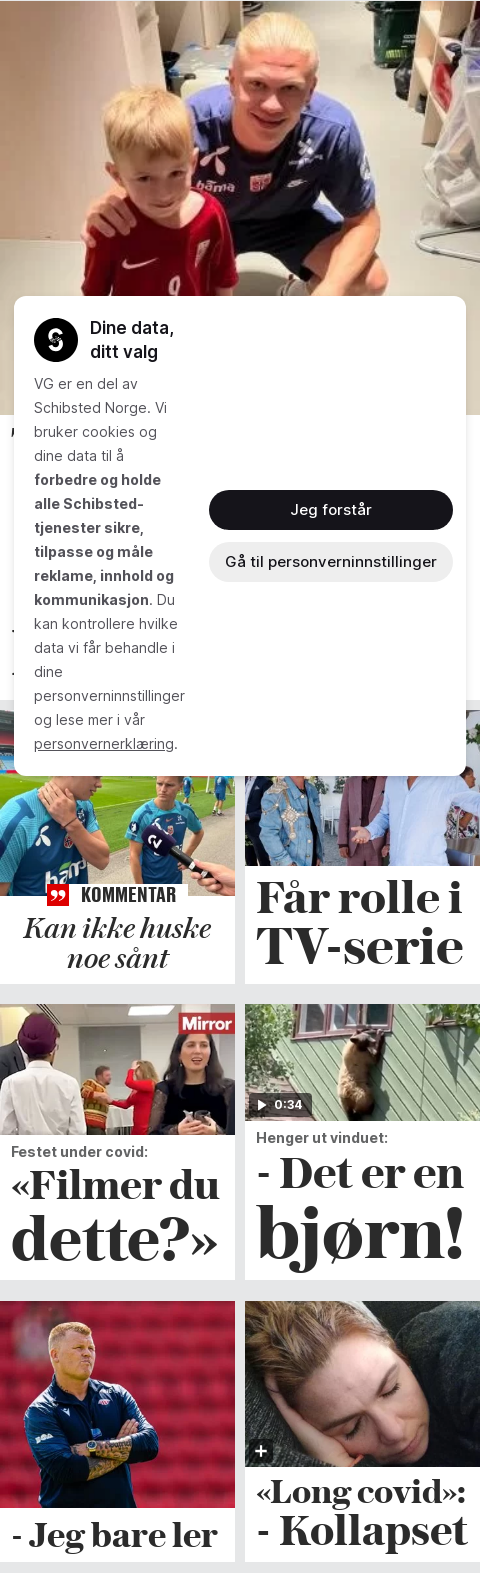 bama
9
Dine data,
ditt valg
VG er en del av
Schibsted Norge. Vi
bruker cookies og
dine data til å
forbedre og holde
alle Schibsted-
tjenester sikre,
tilpasse og måle
reklame, innhold og
kommunikasjon. Du
kan kontrollere hvilke
data vi får behandle i
dine
personverninnstillinger
og lese mer i vår
personvernerklæring.
Jeg forstår
Gå til personverninnstillinger
bama
2
KOMMENTAR
Kan ikke huske
noe sånt
Får rolle i
TV-serie
Mirror
Festet under covid:
«Filmer du
dette?»
0:34
Henger ut vinduet:
- Det er en
bjørn!
- Jeg bare ler
«Long covid»:
- Kollapset